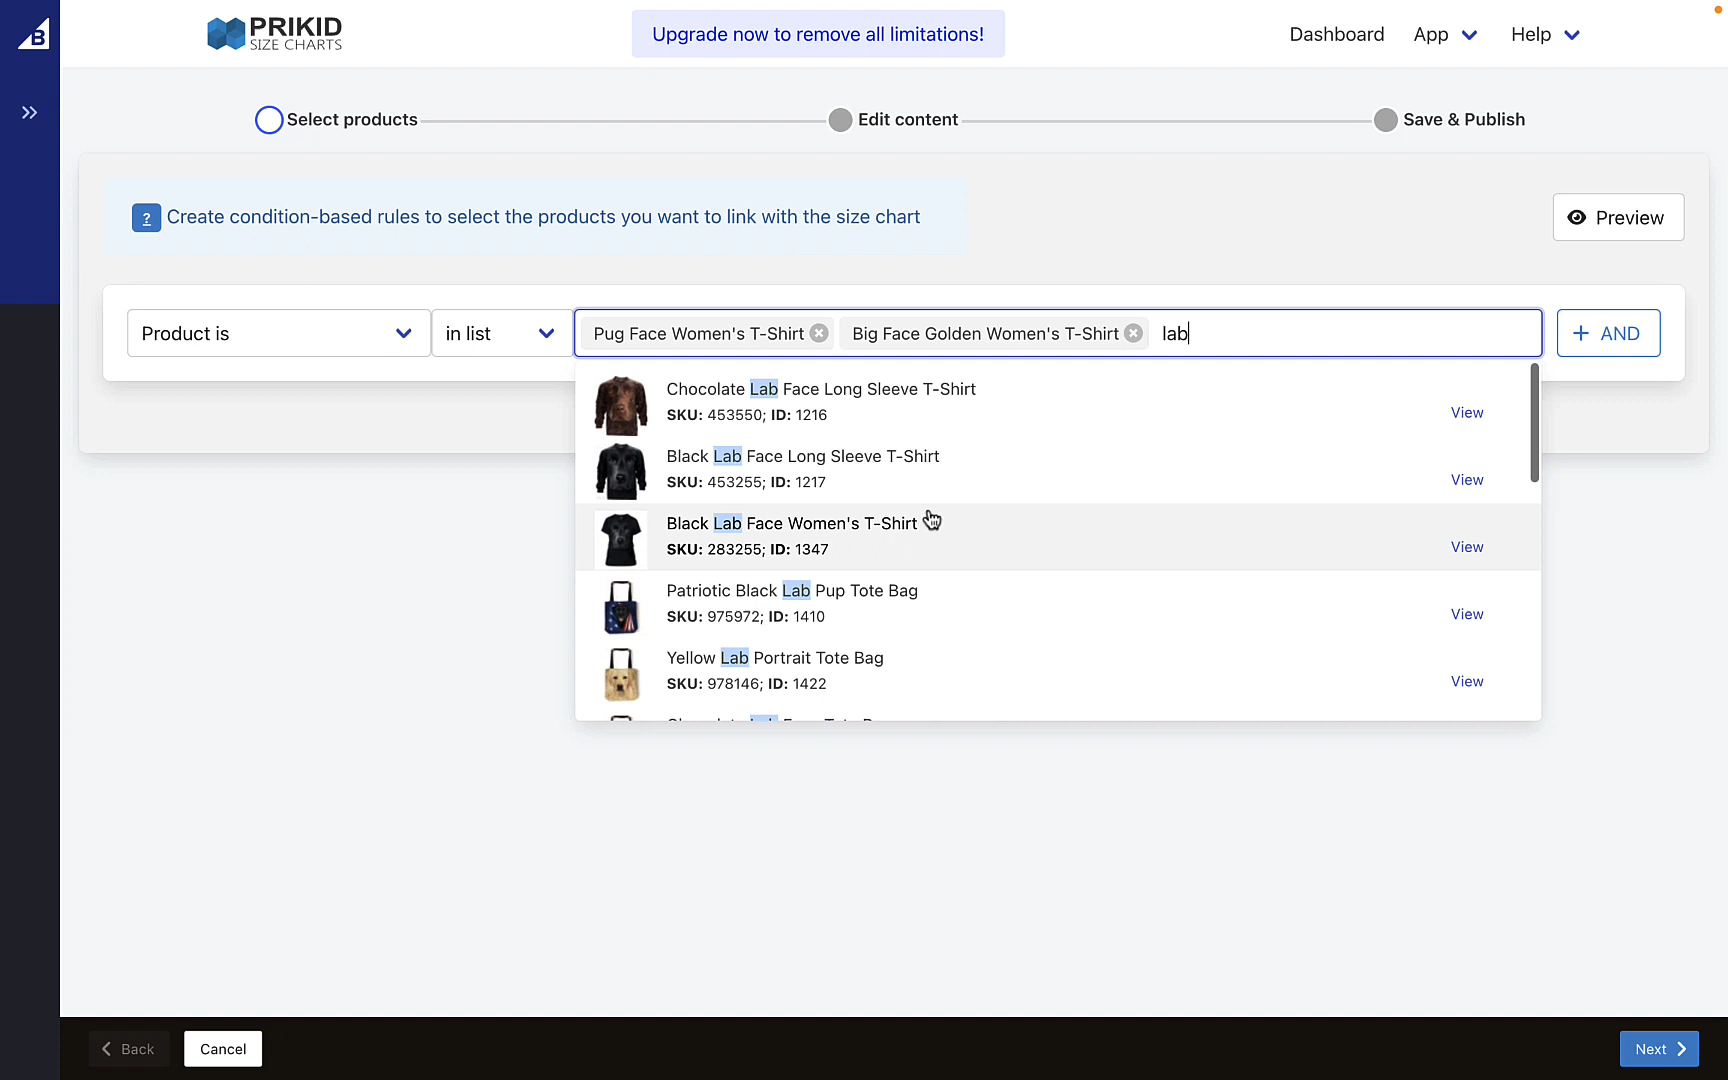 B
PRIKID
SIZE CHARTS
Upgrade now to remove all limitations!
Dashboard
App
Help
Select products
Edit content
Save & Publish
? Create condition-based rules to select the products you want to link with the size chart
Preview
Product is
in list
Pug Face Women's T-Shirt
Big Face Golden Women's T-Shirt
lab
+ AND
Chocolate Lab Face Long Sleeve T-Shirt
SKU: 453550; ID: 1216
View
Black Lab Face Long Sleeve T-Shirt
SKU: 453255; ID: 1217
View
Black Lab Face Women's T-Shirt
SKU: 283255; ID: 1347
View
Patriotic Black Lab Pup Tote Bag
SKU: 975972; ID: 1410
View
Yellow Lab Portrait Tote Bag
SKU: 978146; ID: 1422
View
Back
Cancel
Next